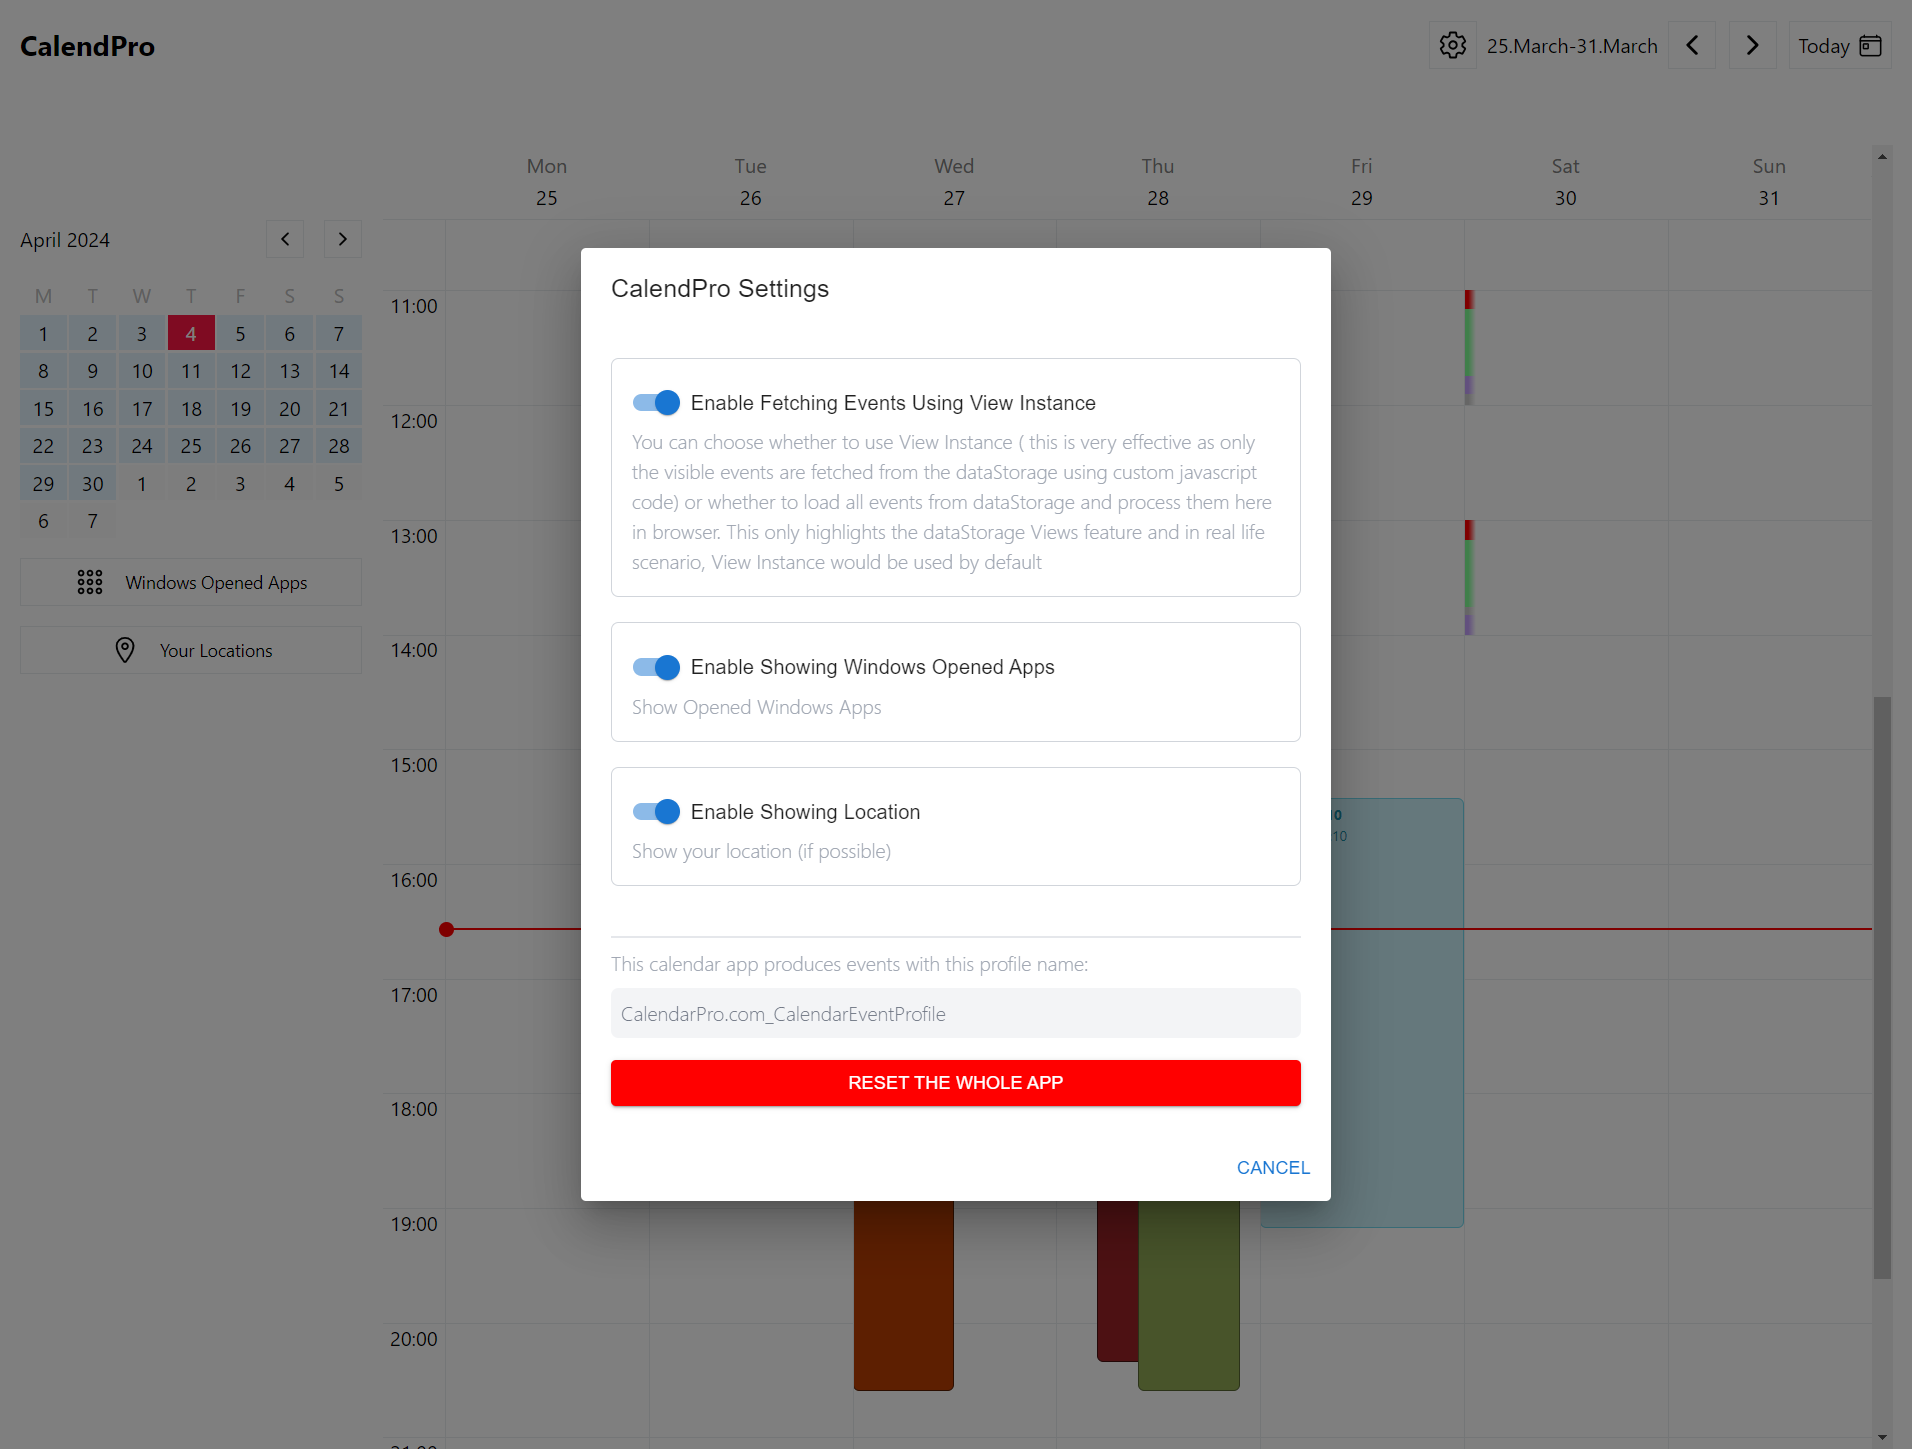 CalendPro
25.March-31.March
Today
Mon Tue Wed Thu Fri Sat Sun
25 26 27 28 29 30 31
April 2024
M T W T F S S
1 2 3 4 5 6 7
8 9 10 11 12 13 14
15 16 17 18 19 20 21
22 23 24 25 26 27 28
29 30 1 2 3 4 5
6 7
Windows Opened Apps
Your Locations
11:00
12:00
13:00
14:00
15:00
16:00
17:00
18:00
19:00
20:00
CalendPro Settings
Enable Fetching Events Using View Instance
You can choose whether to use View Instance ( this is very effective as only
the visible events are fetched from the dataStorage using custom javascript
code) or whether to load all events from dataStorage and process them here
in browser. This only highlights the dataStorage Views feature and in real life
scenario, View Instance would be used by default
Enable Showing Windows Opened Apps
Show Opened Windows Apps
Enable Showing Location
Show your location (if possible)
This calendar app produces events with this profile name:
CalendarPro.com_CalendarEventProfile
RESET THE WHOLE APP
CANCEL
10
10